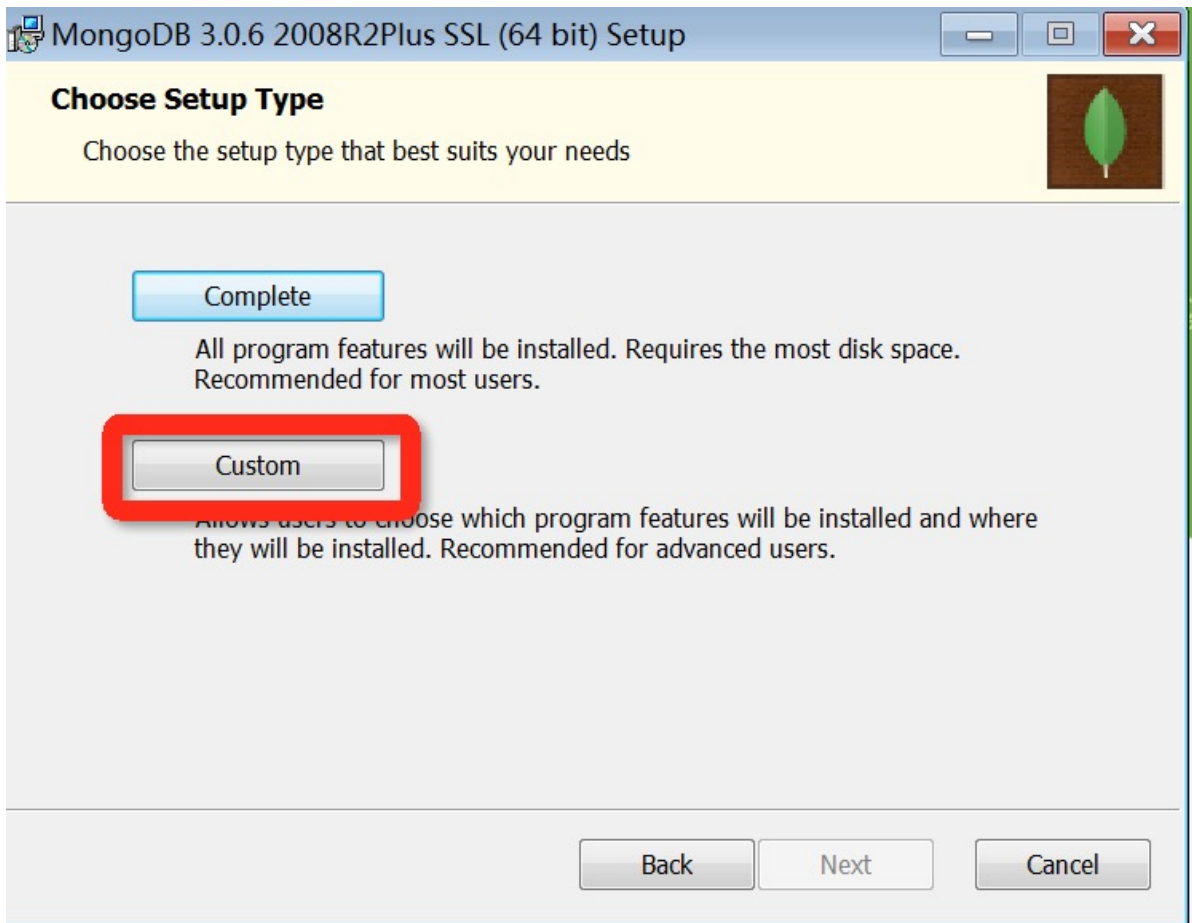 MongoDB 3.0.6 2008R2Plus SSL (64 bit) Setup
Choose Setup Type
Choose the setup type that best suits your needs
Complete
All program features will be installed. Requires the most disk space.
Recommended for most users.
Custom
Allows users to choose which program features will be installed and where
they will be installed. Recommended for advanced users.
Back
Next
Cancel